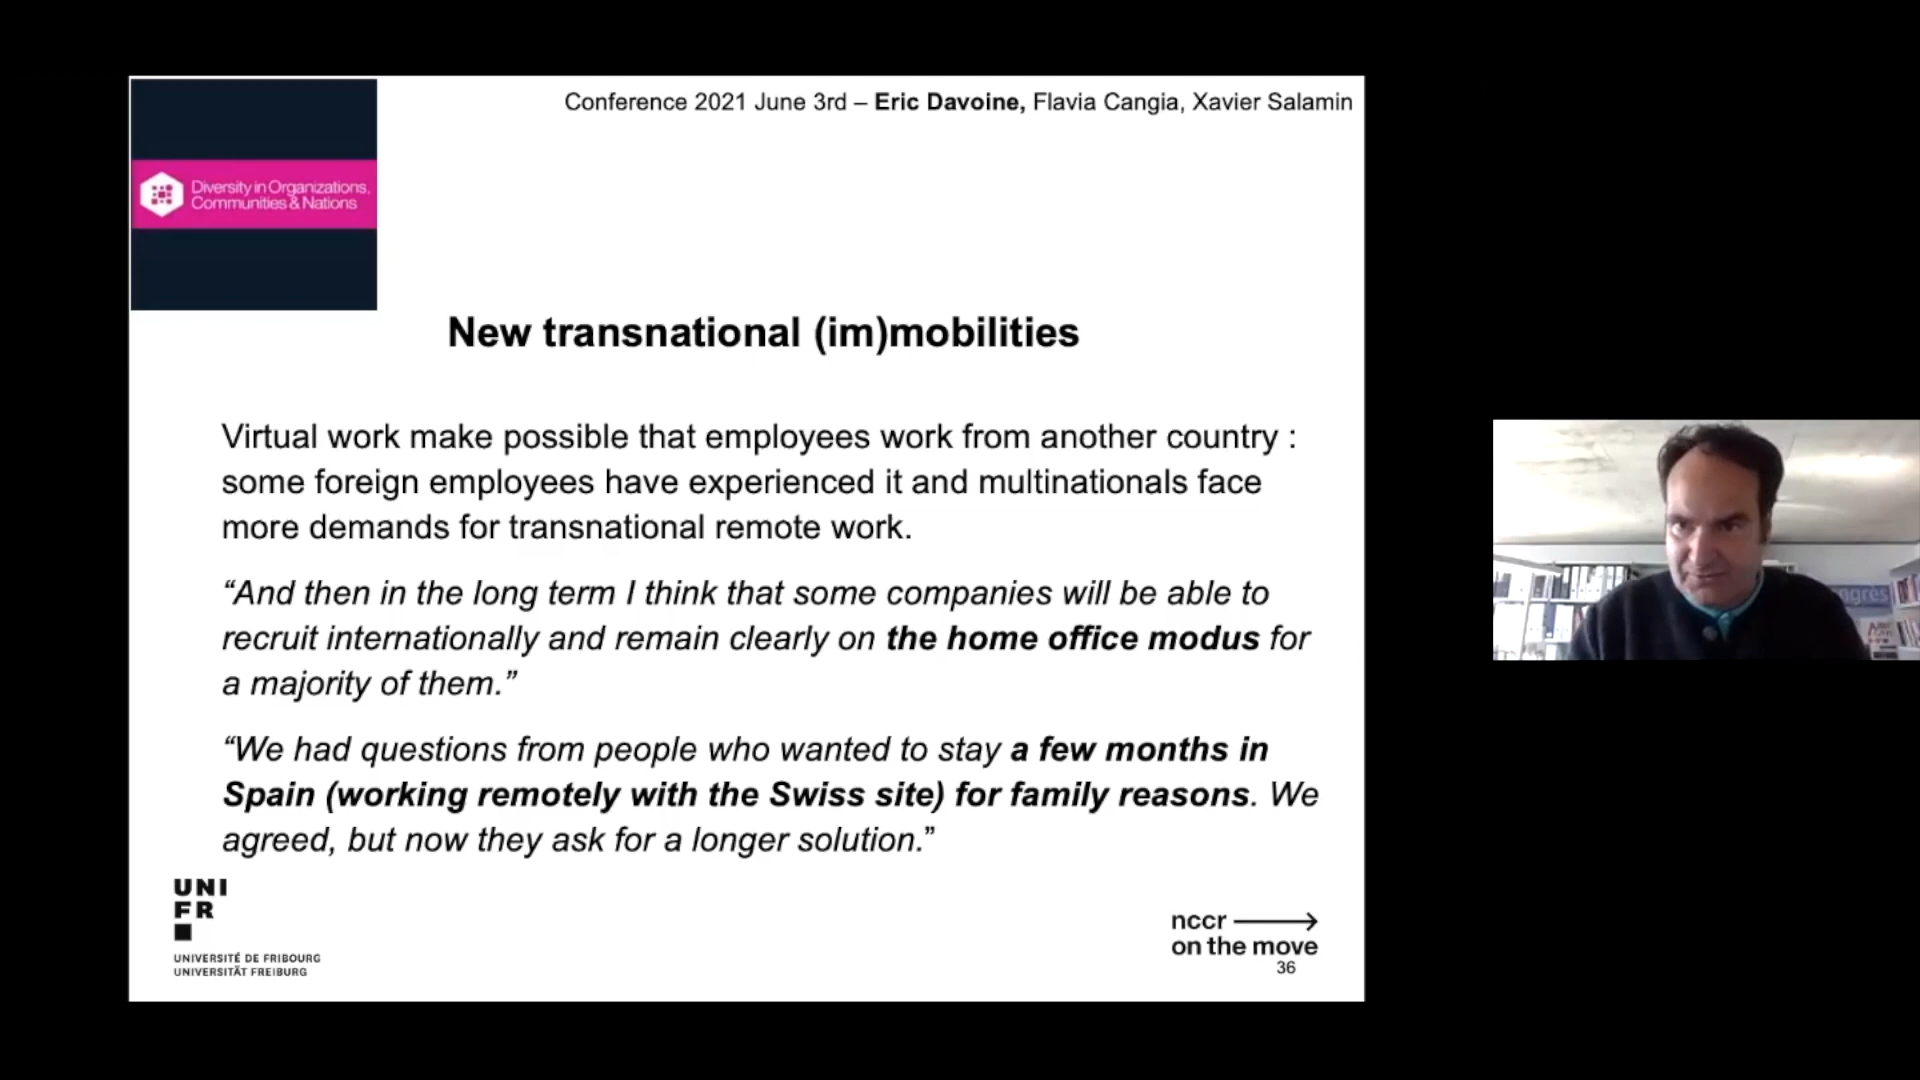 Conference 2021 June 3rd – Eric Davoine, Flavia Cangia, Xavier Salamin
Diversity in Organizations,
Communities & Nations
New transnational (im)mobilities
Virtual work make possible that employees work from another country :
some foreign employees have experienced it and multinationals face
more demands for transnational remote work.
“And then in the long term I think that some companies will be able to
recruit internationally and remain clearly on the home office modus for
a majority of them.”
“We had questions from people who wanted to stay a few months in
Spain (working remotely with the Swiss site) for family reasons. We
agreed, but now they ask for a longer solution.”
UNI
FR
UNIVERSITÉ DE FRIBOURG
UNIVERSITÄT FREIBURG
nccr
on the move
36